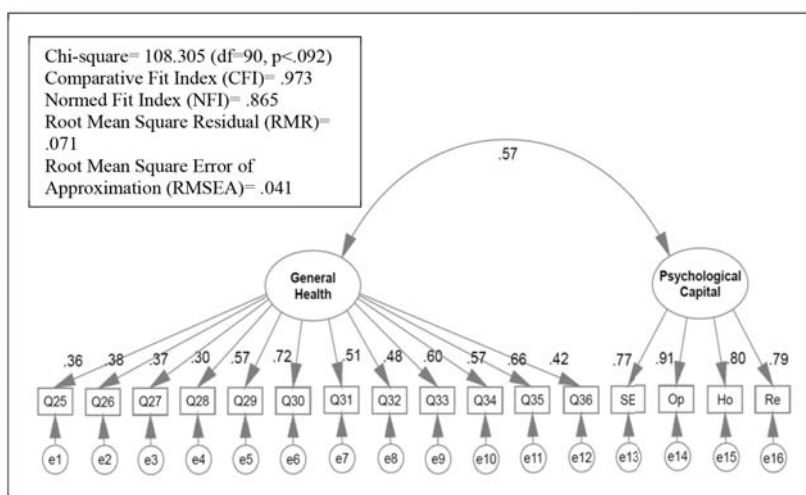 Chi-square= 108.305 (df=90, p<.092)
Comparative Fit Index (CFI)= .973
Normed Fit Index (NFI)= .865
Root Mean Square Residual (RMR)=
.071
Root Mean Square Error of
Approximation (RMSEA)= .041
.57
General
Health
Psychological
Capital
.36 .38 .37 .30 .57 .72 .51 .48 .60 .57 .66 .42 .77 .91 .80 .79
Q25 Q26 Q27 Q28 Q29 Q30 Q31 Q32 Q33 Q34 Q35 Q36 SE Op Ho Re
e1 e2 e3 e4 e5 e6 e7 e8 e9 e10 e11 e12 e13 e14 e15 e16